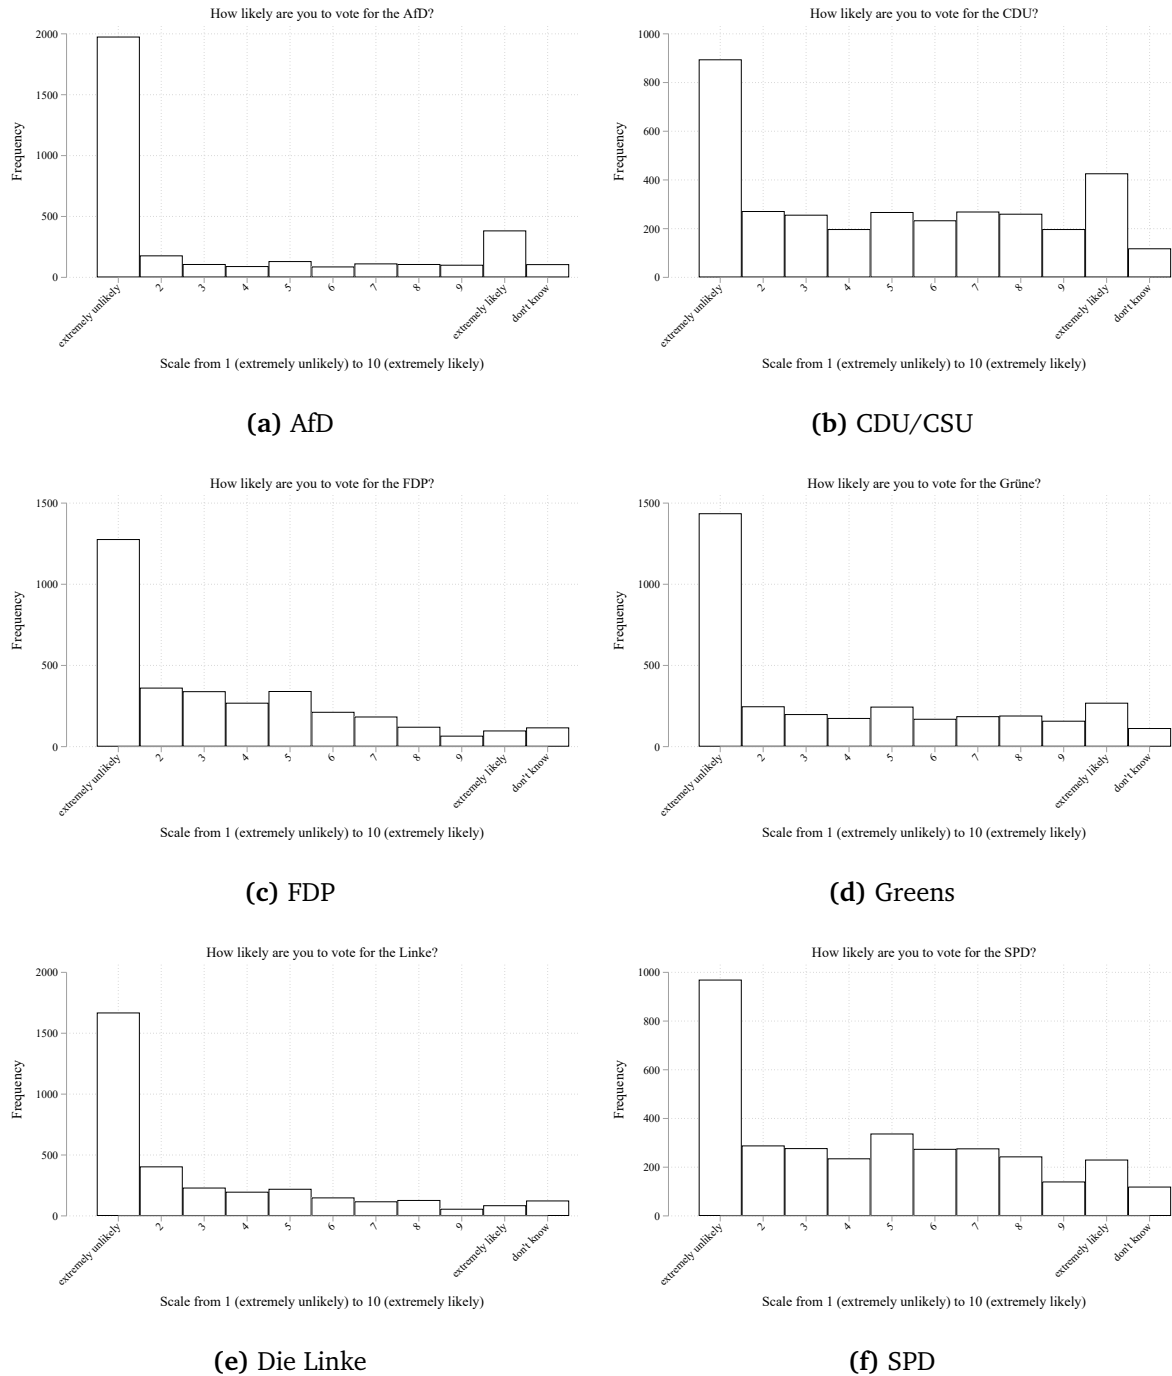 How likely are you to vote for the AfD?
Frequency
2000
1500
1000
500
0
extremely unlikely
2
3
4
5
6
7
8
9
extremely likely
don't know
Scale from 1 (extremely unlikely) to 10 (extremely likely)
(a) AfD
How likely are you to vote for the CDU?
Frequency
1000
800
600
400
200
0
extremely unlikely
2
3
4
5
6
7
8
9
extremely likely
don't know
Scale from 1 (extremely unlikely) to 10 (extremely likely)
(b) CDU/CSU
How likely are you to vote for the FDP?
Frequency
1500
1000
500
0
extremely unlikely
2
3
4
5
6
7
8
9
extremely likely
don't know
Scale from 1 (extremely unlikely) to 10 (extremely likely)
(c) FDP
How likely are you to vote for the Grüne?
Frequency
1500
1000
500
0
extremely unlikely
2
3
4
5
6
7
8
9
extremely likely
don't know
Scale from 1 (extremely unlikely) to 10 (extremely likely)
(d) Greens
How likely are you to vote for the Linke?
Frequency
2000
1500
1000
500
0
extremely unlikely
2
3
4
5
6
7
8
9
extremely likely
don't know
Scale from 1 (extremely unlikely) to 10 (extremely likely)
(e) Die Linke
How likely are you to vote for the SPD?
Frequency
1000
800
600
400
200
0
extremely unlikely
2
3
4
5
6
7
8
9
extremely likely
don't know
Scale from 1 (extremely unlikely) to 10 (extremely likely)
(f) SPD